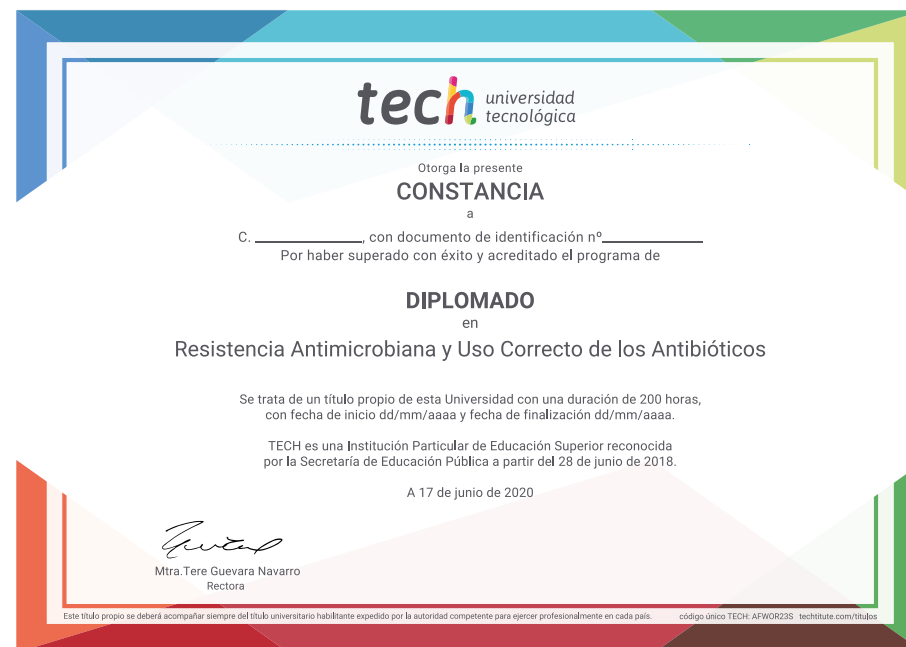 tech universidad
tecnológica
Otorga la presente
CONSTANCIA
a
C. ____________, con documento de identificación nº____________
Por haber superado con éxito y acreditado el programa de
DIPLOMADO
en
Resistencia Antimicrobiana y Uso Correcto de los Antibióticos
Se trata de un título propio de esta Universidad con una duración de 200 horas,
con fecha de inicio dd/mm/aaaa y fecha de finalización dd/mm/aaaa.
TECH es una Institución Particular de Educación Superior reconocida
por la Secretaría de Educación Pública a partir del 28 de junio de 2018.
A 17 de junio de 2020
Mtra.Tere Guevara Navarro
Rectora
Este título propio se deberá acompañar siempre del título universitario habilitante expedido por la autoridad competente para ejercer profesionalmente en cada país. código único TECH: AFWOR23S techtitute.com/títulos